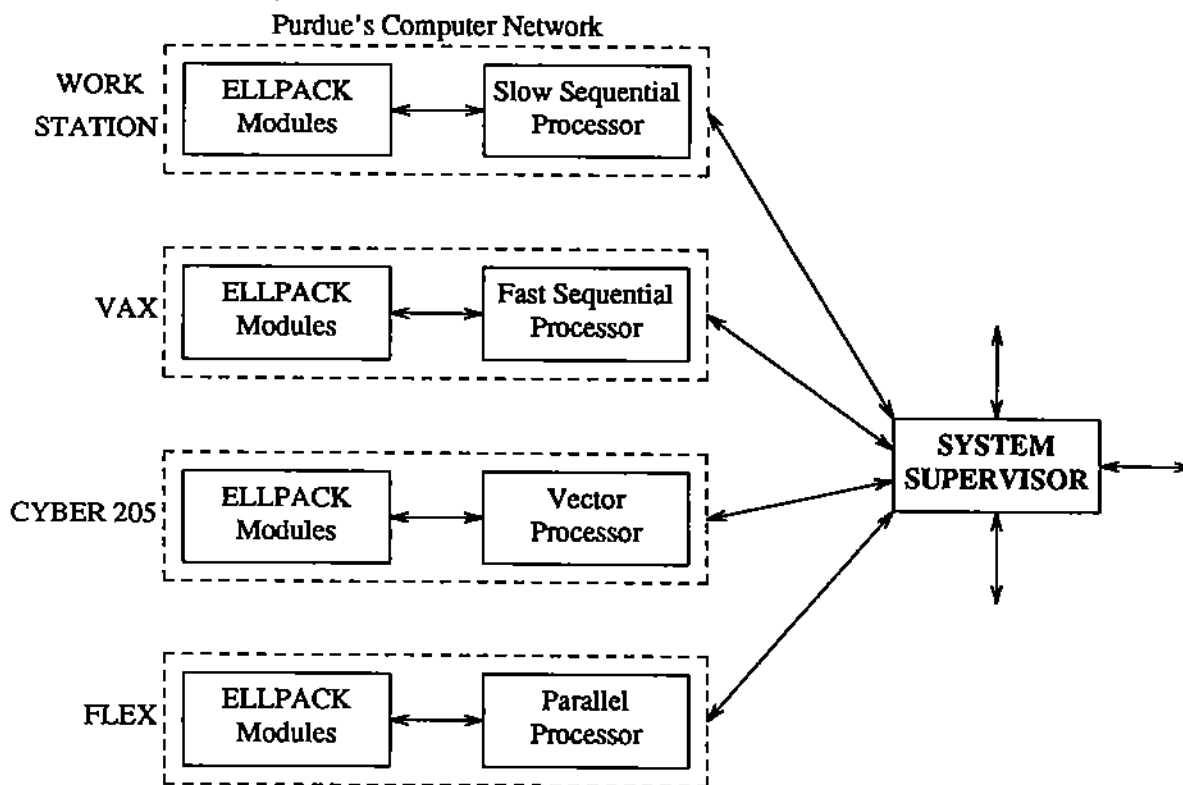 Purdue's Computer Network
WORK
STATION
ELLPACK
Modules
Slow Sequential
Processor
VAX
ELLPACK
Modules
Fast Sequential
Processor
SYSTEM
SUPERVISOR
CYBER 205
ELLPACK
Modules
Vector
Processor
FLEX
ELLPACK
Modules
Parallel
Processor